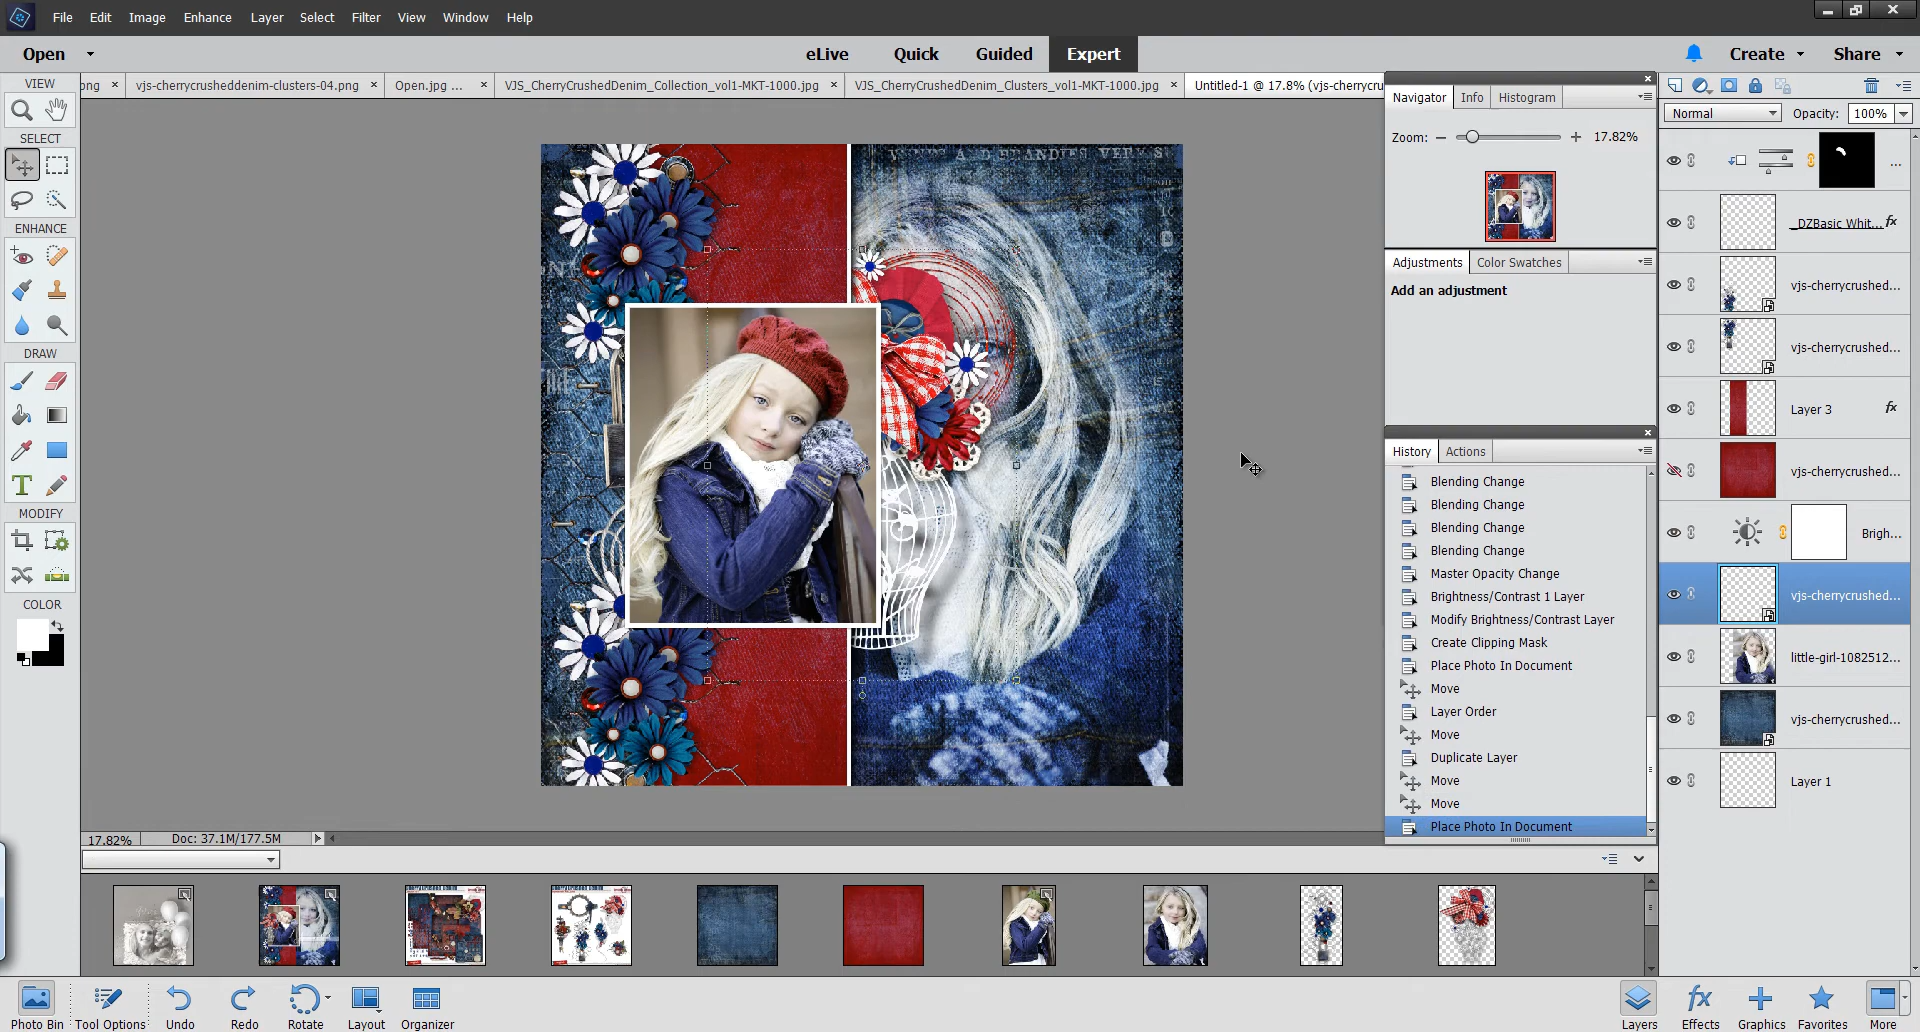 File Edit Image Enhance Layer Select Filter View Window Help
Open eLive Quick Guided Expert Create Share
VIEW
png vjs-cherrycrusheddenim-clusters-04.png Open.jpg ... VJS_CherryCrushedDenim_Collection_vol1-MKT-1000.jpg VJS_CherryCrushedDenim_Clusters_vol1-MKT-1000.jpg Untitled-1 @ 17.8% (vjs-cherrycru
Navigator Info Histogram
Normal Opacity: 100%
Zoom: 17.82%
SELECT
...
ENHANCE
_DZBasic Whit... fx
Adjustments Color Swatches
Add an adjustment
vjs-cherrycrushed...
vjs-cherrycrushed...
DRAW
Layer 3 fx
History Actions
vjs-cherrycrushed...
Blending Change
Blending Change
Blending Change
Blending Change
Brigh...
MODIFY
Master Opacity Change
Brightness/Contrast 1 Layer
vjs-cherrycrushed...
COLOR
Modify Brightness/Contrast Layer
Create Clipping Mask
little-girl-1082512...
Place Photo In Document
Move
Layer Order
vjs-cherrycrushed...
Move
Duplicate Layer
Move
Layer 1
Move
Place Photo In Document
17.82% Doc: 37.1M/177.5M
Photo Bin Tool Options Undo Redo Rotate Layout Organizer
Layers fx Effects Graphics Favorites More